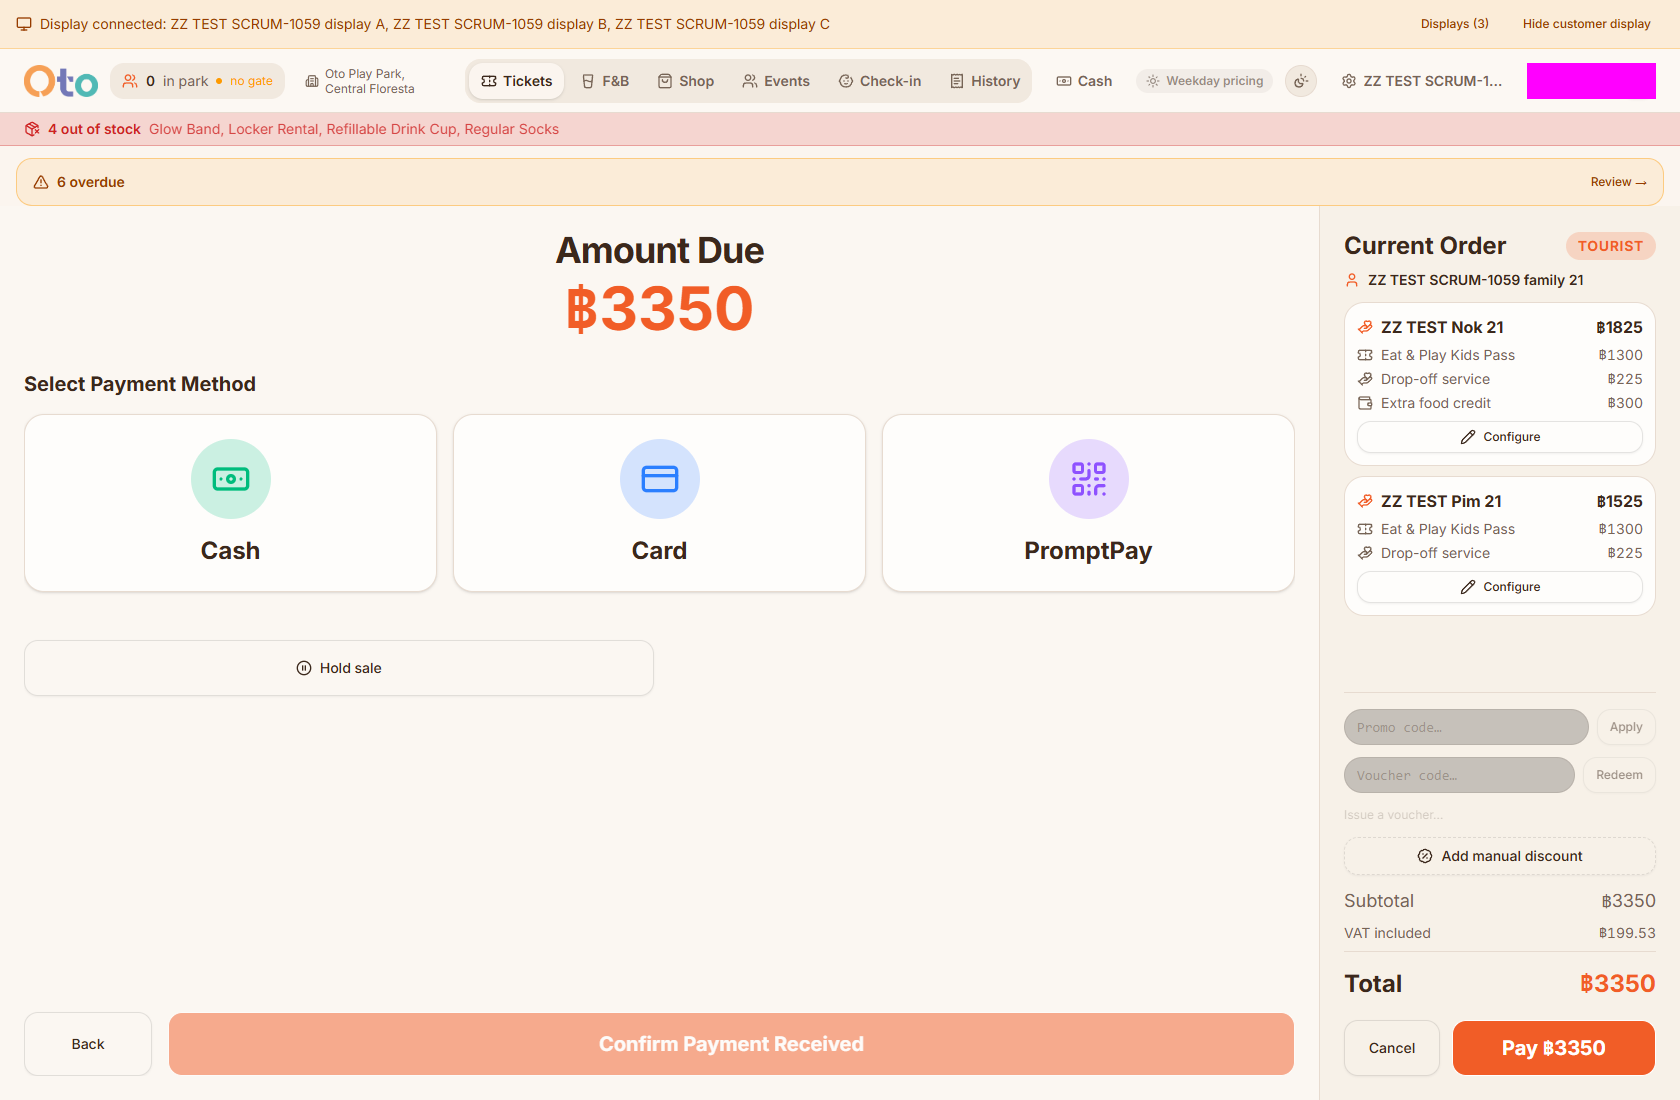 Display connected: ZZ TEST SCRUM-1059 display A, ZZ TEST SCRUM-1059 display B, ZZ TEST SCRUM-1059 display C
Displays (3)
Hide customer display
Oto
0 in park • no gate
Oto Play Park,
Central Floresta
Tickets
F&B
Shop
Events
Check-in
History
Cash
Weekday pricing
ZZ TEST SCRUM-1...
4 out of stock Glow Band, Locker Rental, Refillable Drink Cup, Regular Socks
6 overdue
Review →
Amount Due
฿3350
Select Payment Method
Cash
Card
PromptPay
Hold sale
Back
Confirm Payment Received
Current Order
TOURIST
ZZ TEST SCRUM-1059 family 21
ZZ TEST Nok 21 ฿1825
Eat & Play Kids Pass ฿1300
Drop-off service ฿225
Extra food credit ฿300
Configure
ZZ TEST Pim 21 ฿1525
Eat & Play Kids Pass ฿1300
Drop-off service ฿225
Configure
Promo code… Apply
Voucher code… Redeem
Issue a voucher...
Add manual discount
Subtotal ฿3350
VAT included ฿199.53
Total ฿3350
Cancel
Pay ฿3350